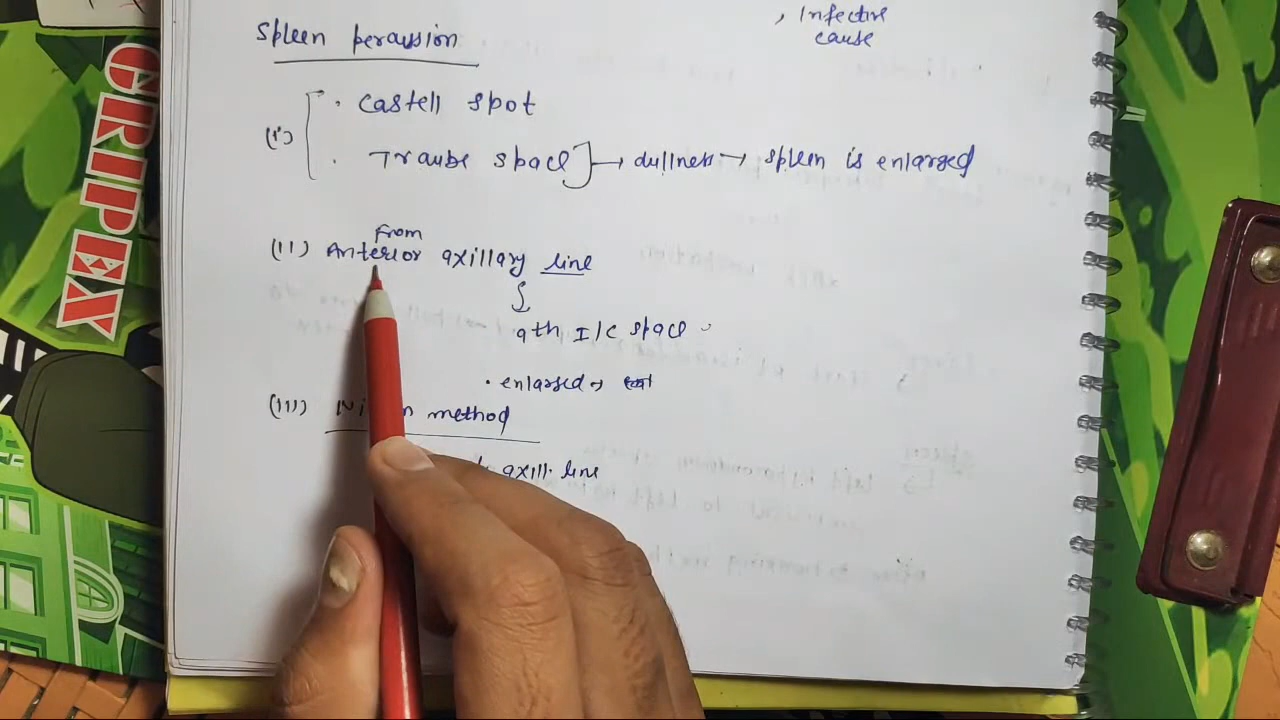 , Infective
cause
Spleen percussion
(i) • Castell spot
• Traube space → dullness → spleen is enlarged
From
(II) Anterior axillary line
9th I/C space
• enlarged →
(III) method
axill. line
CRIPEX